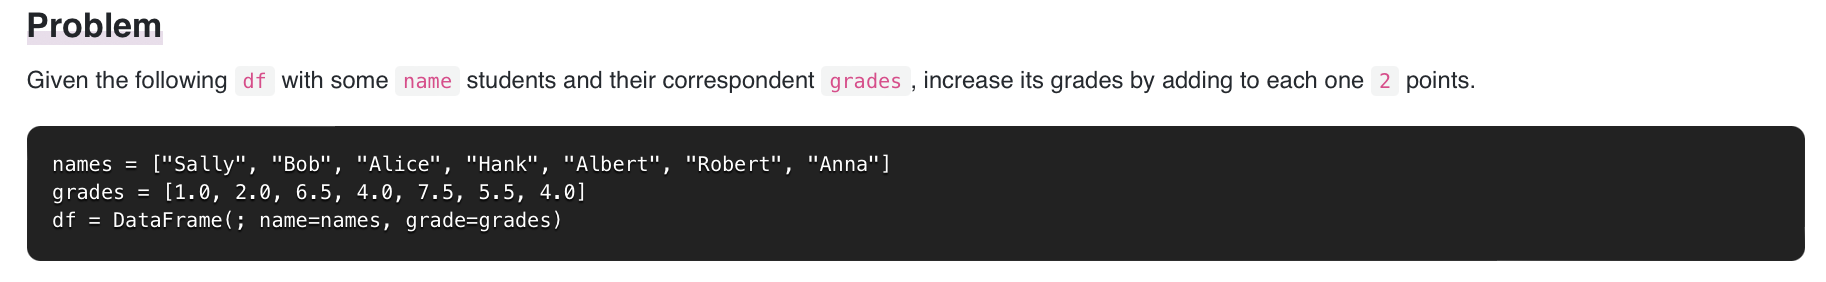 Problem
Given the following df with some name students and their correspondent grades , increase its grades by adding to each one 2 points.
names = ["Sally", "Bob", "Alice", "Hank", "Albert", "Robert", "Anna"]
grades = [1.0, 2.0, 6.5, 4.0, 7.5, 5.5, 4.0]
df = DataFrame(; name=names, grade=grades)